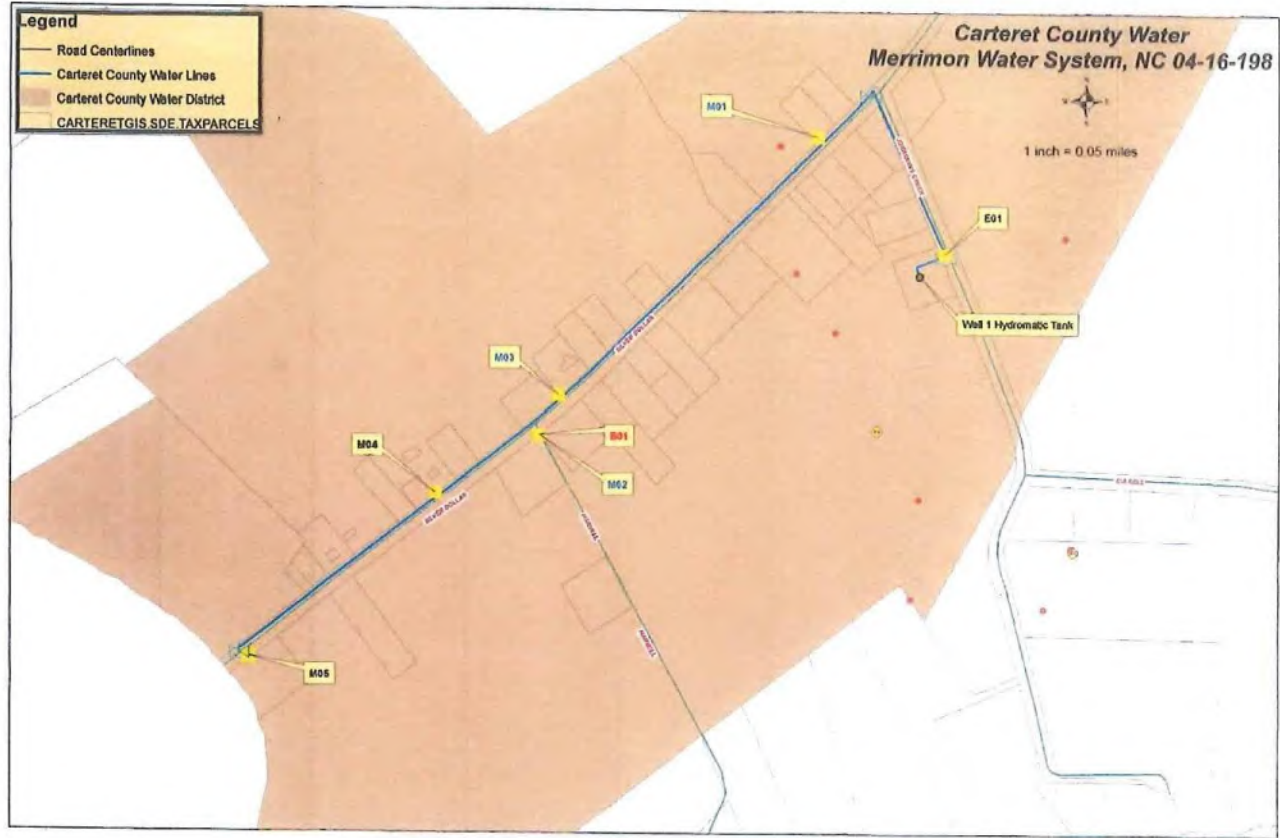 Legend
Road Centerlines
Carteret County Water Lines
Carteret County Water District
CARTERETGIS.SDE.TAXPARCELS
Carteret County Water
Merrimon Water System, NC 04-16-198
1 inch = 0.05 miles
M01
E01
Well 1 Hydromatic Tank
SILVER DOLLAR
M03
B01
M02
M04
SILVER DOLLAR
M05